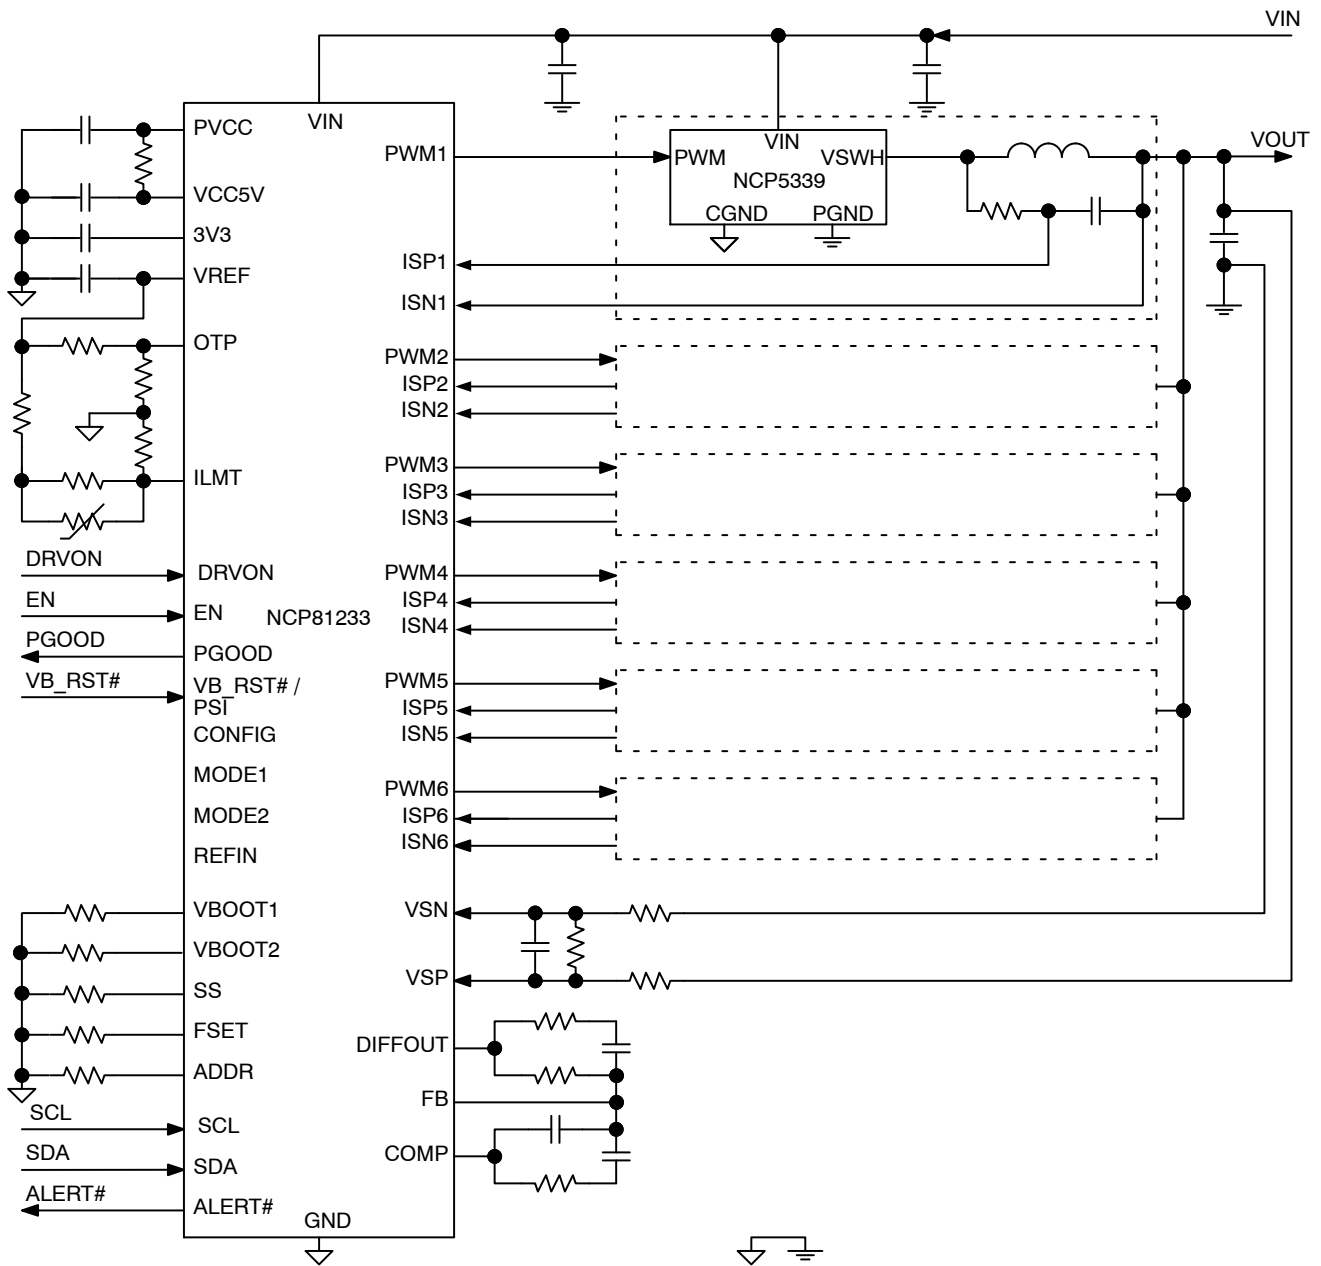 VIN
VIN
PVCC
PWM1
PWM
VIN
VSWH
VOUT
NCP5339
CGND
PGND
VCC5V
3V3
VREF
ISP1
ISN1
OTP
PWM2
ISP2
ISN2
ILMT
PWM3
ISP3
ISN3
DRVON
DRVON
PWM4
ISP4
ISN4
EN
EN
NCP81233
PGOOD
PGOOD
VB_RST#
VB_RST# /
PSI
PWM5
ISP5
ISN5
CONFIG
MODE1
MODE2
REFIN
PWM6
ISP6
ISN6
VBOOT1
VSN
VBOOT2
VSP
SS
FSET
DIFFOUT
ADDR
FB
SCL
SCL
COMP
SDA
SDA
ALERT#
ALERT#
GND